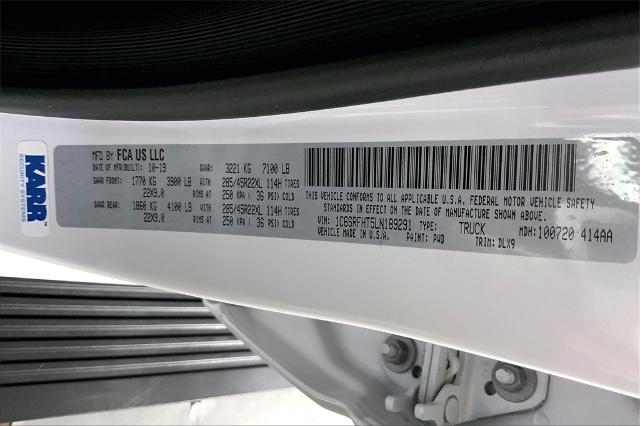 KARR
SECURITY SYSTEMS
MFD BY FCA US LLC
DATE OF MFR(BUILT): 10-19 GVWR: 3221 KG 7100 LB
GAWR FRONT: 1770 KG 3900 LB WITH 285/45R22XL 114H TIRES
22X9.0 RIMS AT 250 KPA ( 36 PSI) COLD
GAWR REAR: 1860 KG 4100 LB WITH 285/45R22XL 114H TIRES
22X9.0 RIMS AT 250 KPA ( 36 PSI) COLD
THIS VEHICLE CONFORMS TO ALL APPLICABLE U.S.A. FEDERAL MOTOR VEHICLE SAFETY
STANDARDS IN EFFECT ON THE DATE OF MANUFACTURE SHOWN ABOVE.
VIN: 1C6SRFHT5LN189291 TYPE: TRUCK MDH: 100720 414AA
VEHICLE MADE IN U.S.A. PAINT: PWD TRIM: DLX9